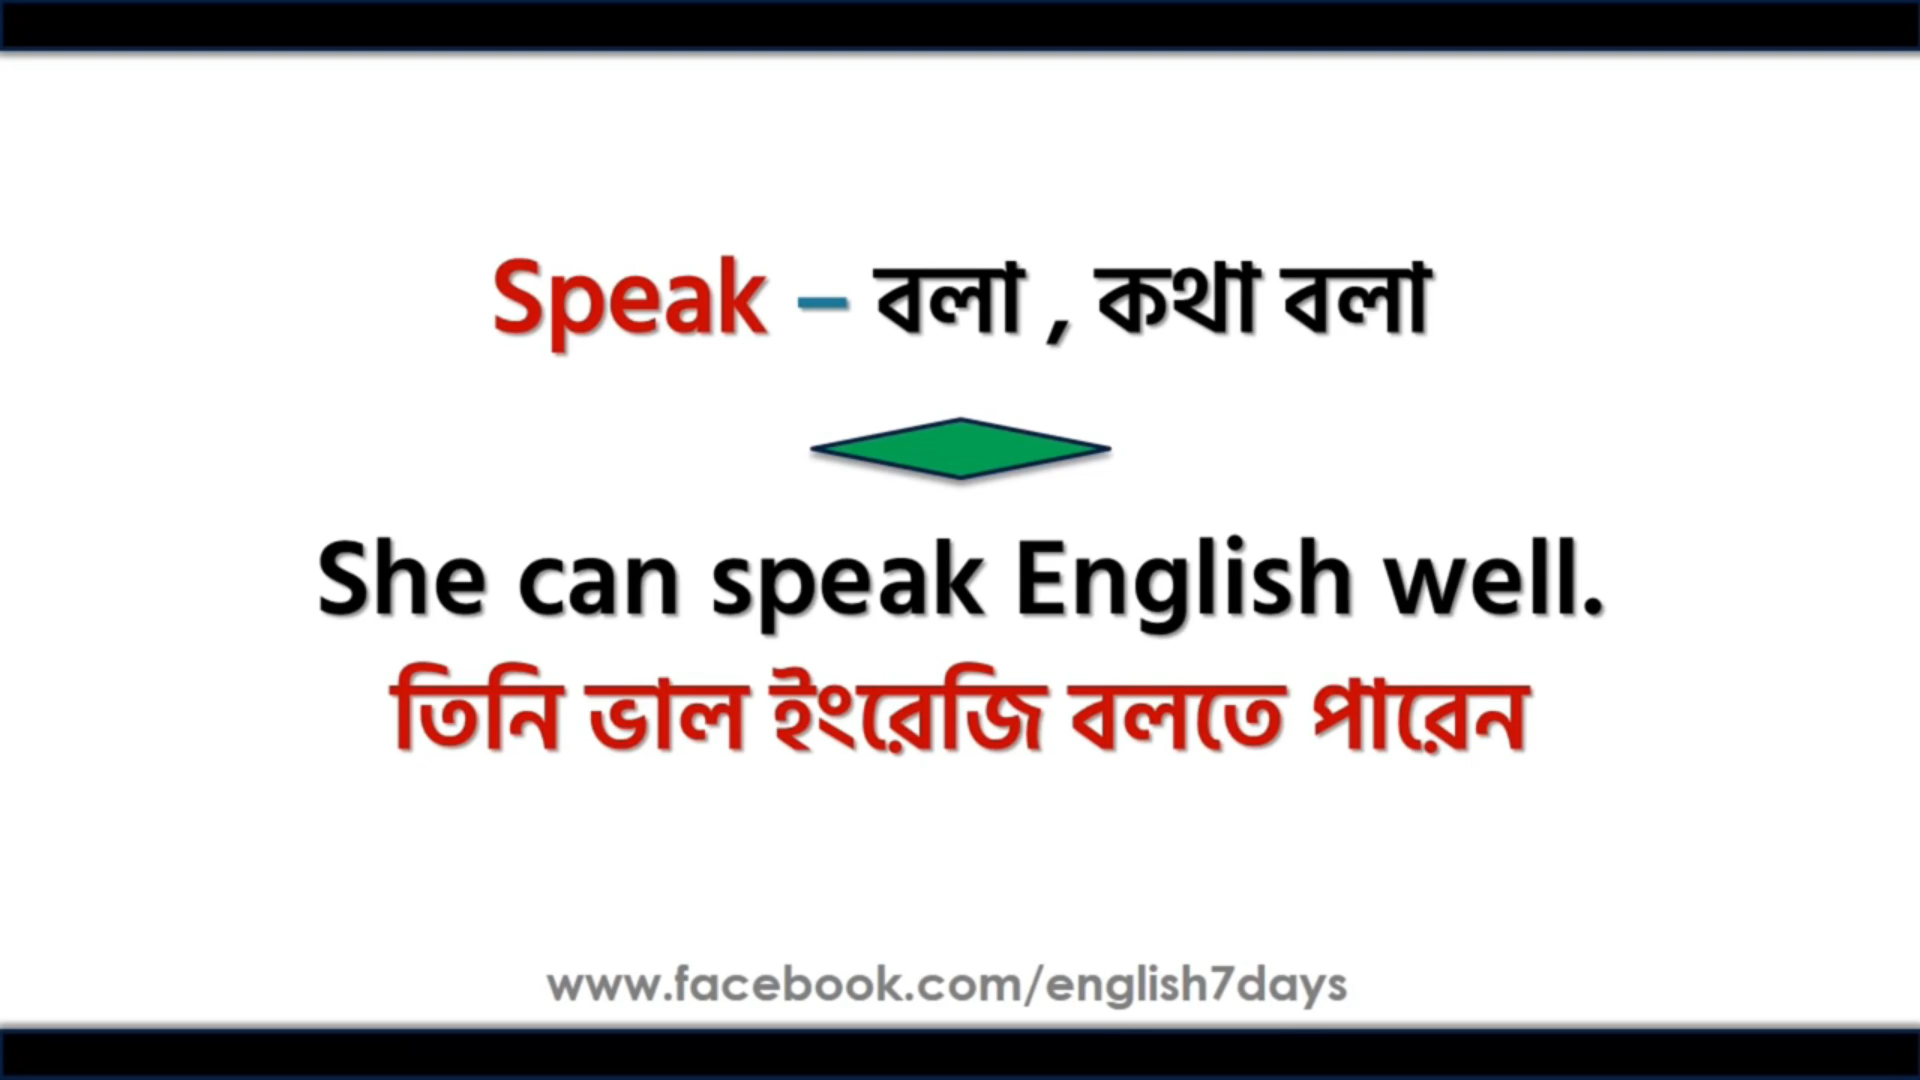 Speak – বলা , কথা বলা
She can speak English well.
তিনি ভাল ইংরেজি বলতে পারেন
www.facebook.com/english7days